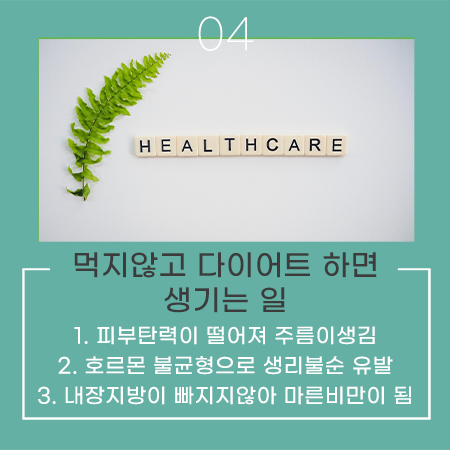 04
HEALTHCARE
먹지않고 다이어트 하면
생기는 일
1. 피부탄력이 떨어져 주름이생김
2. 호르몬 불균형으로 생리불순 유발
3. 내장지방이 빠지지않아 마른비만이 됨